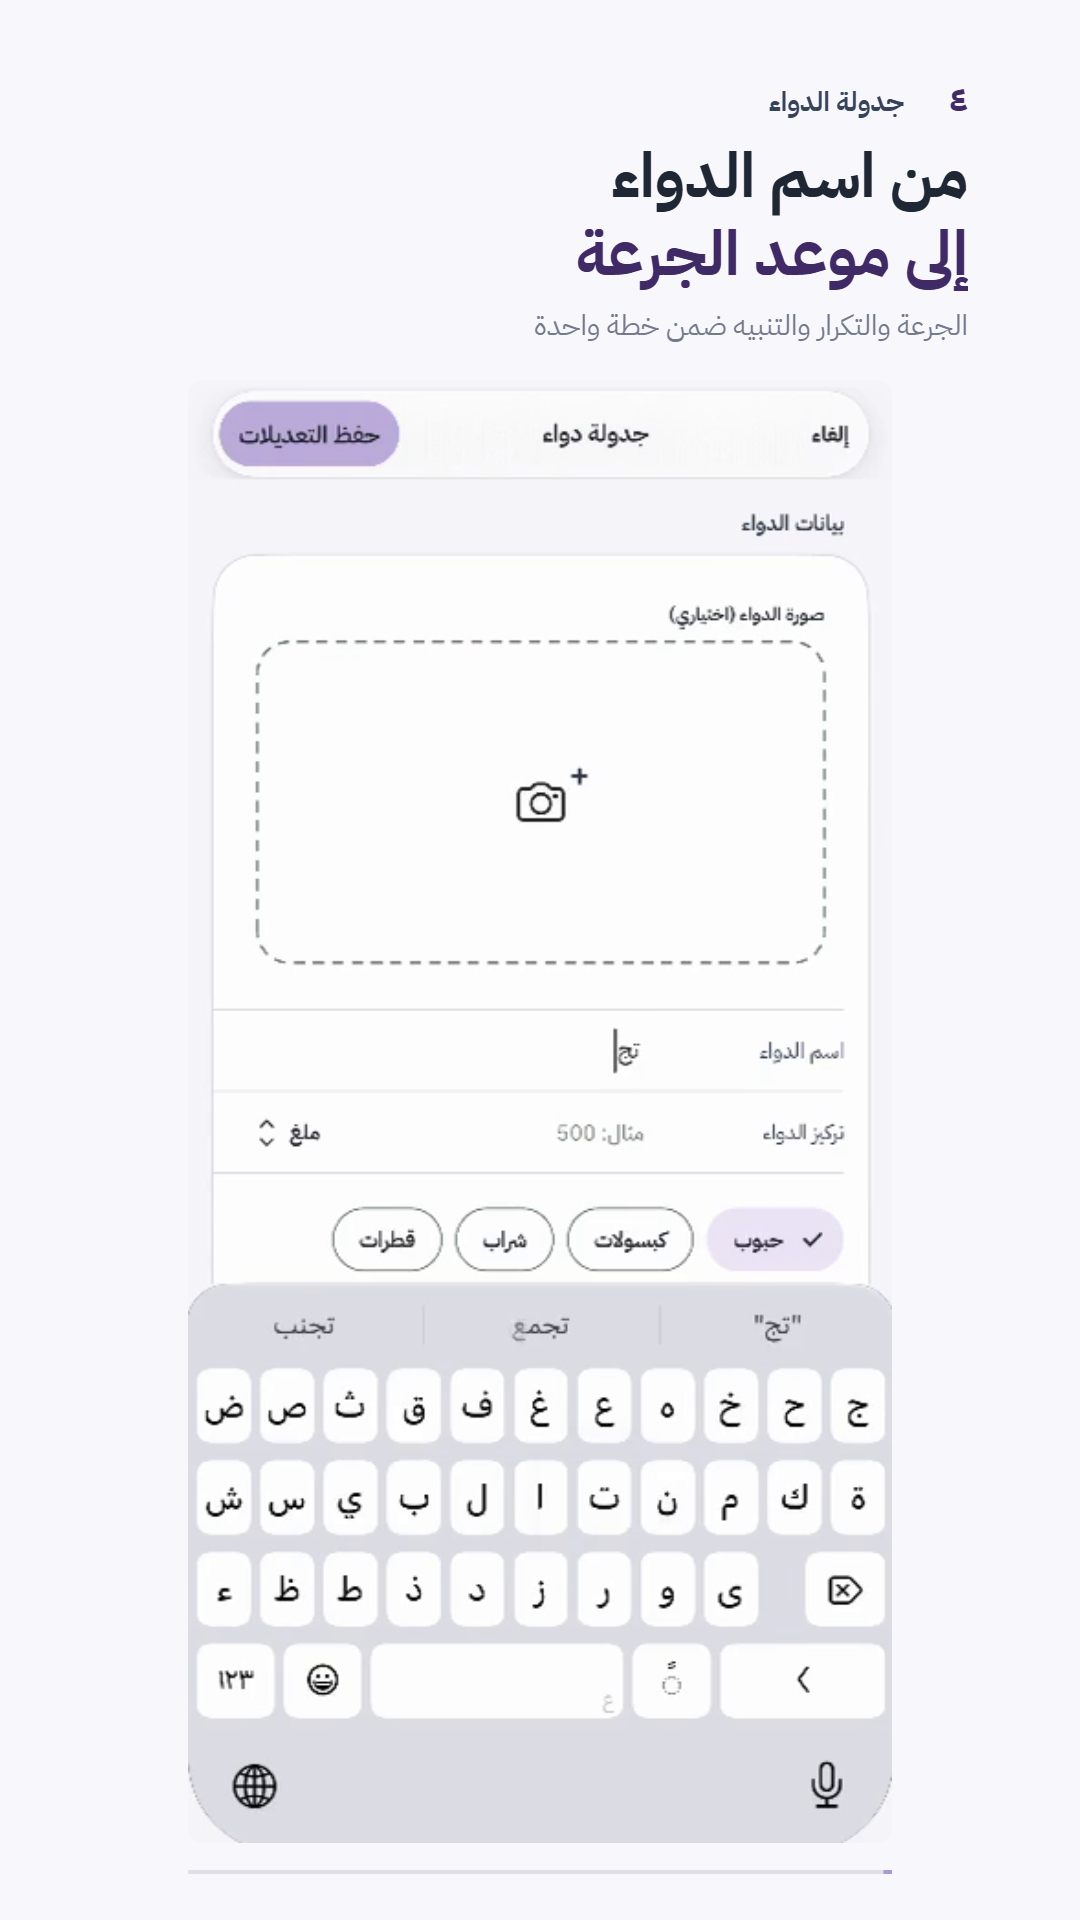 ٤ جدولة الدواء
من اسم الدواء
إلى موعد الجرعة
الجرعة والتكرار والتنبيه ضمن خطة واحدة
إلغاء جدولة دواء حفظ التعديلات
بيانات الدواء
صورة الدواء (اختياري)
اسم الدواء تج
تركيز الدواء مثال: 500 ملغ
حبوب كبسولات شراب قطرات
"تج" تجمع تجنب
ض ص ث ق ف غ ع ه خ ح ج
ش س ي ب ل ا ت ن م ك ة
ء ظ ط ذ د ز ر و ى
١٢٣ ع